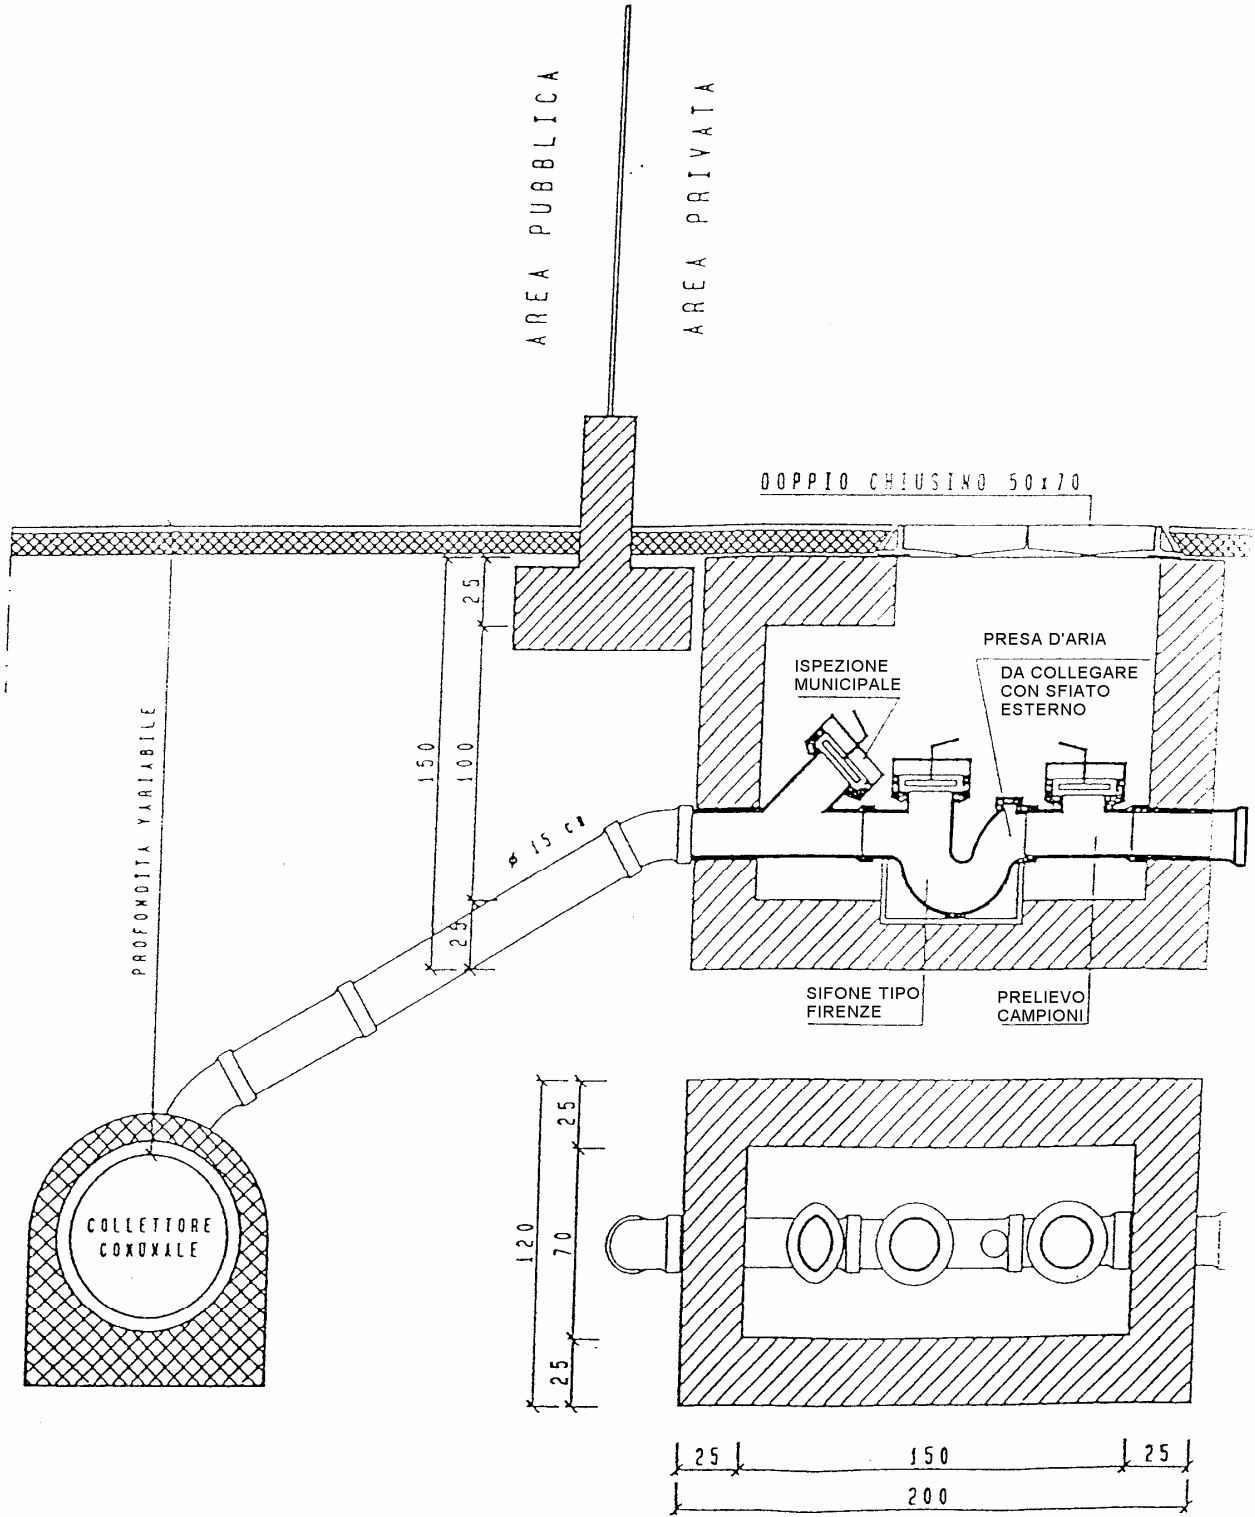 AREA PUBBLICA
AREA PRIVATA
DOPPIO CHIUSINO 50x70
25
PRESA D'ARIA
ISPEZIONE
MUNICIPALE
DA COLLEGARE
CON SFIATO
ESTERNO
PROFONDITA VARIABILE
150
100
ø 15 cm
25
SIFONE TIPO
FIRENZE
PRELIEVO
CAMPIONI
25
COLLETTORE
COMUNALE
120
70
25
25
150
25
200